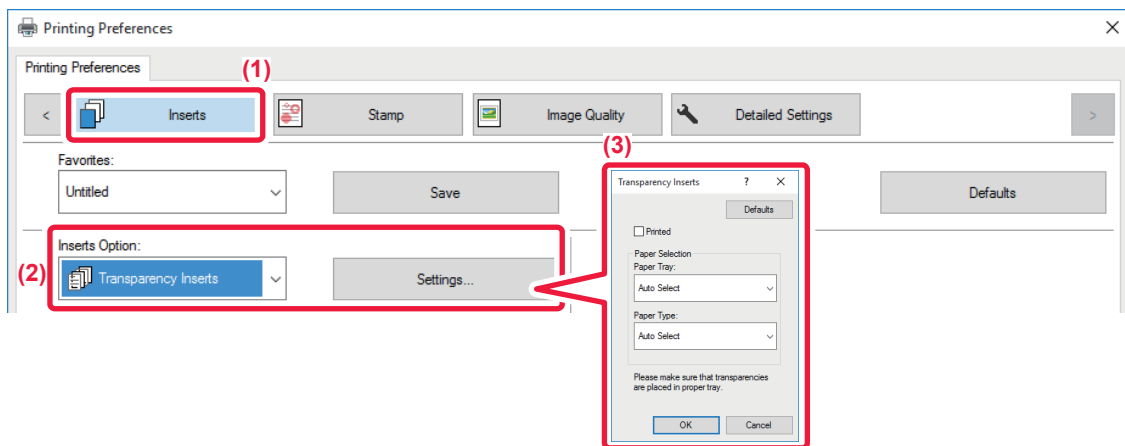 Printing Preferences
Printing Preferences
(1)
<
Inserts
Stamp
Image Quality
Detailed Settings
>
Favorites:
Untitled
Save
Defaults
(2)
Inserts Option:
Transparency Inserts
Settings...
(3)
Transparency Inserts ? ×
Defaults
Printed
Paper Selection
Paper Tray:
Auto Select
Paper Type:
Auto Select
Please make sure that transparencies
are placed in proper tray.
OK
Cancel